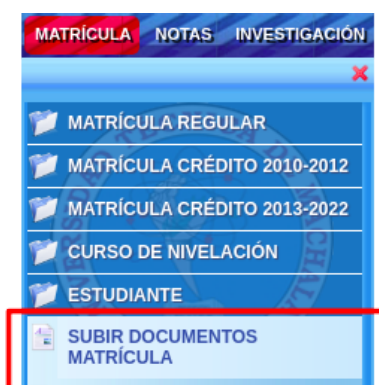 MATRÍCULA NOTAS INVESTIGACIÓN
MATRÍCULA REGULAR
MATRÍCULA CRÉDITO 2010-2012
MATRÍCULA CRÉDITO 2013-2022
CURSO DE NIVELACIÓN
ESTUDIANTE
SUBIR DOCUMENTOS
MATRÍCULA